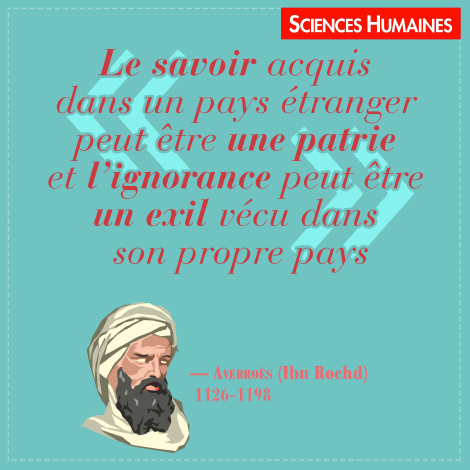 SCIENCES HUMAINES
Le savoir acquis
dans un pays étranger
peut être une patrie
et l'ignorance peut être
un exil vécu dans
son propre pays
— AVERROÈS (Ibn Rochd)
1126-1198